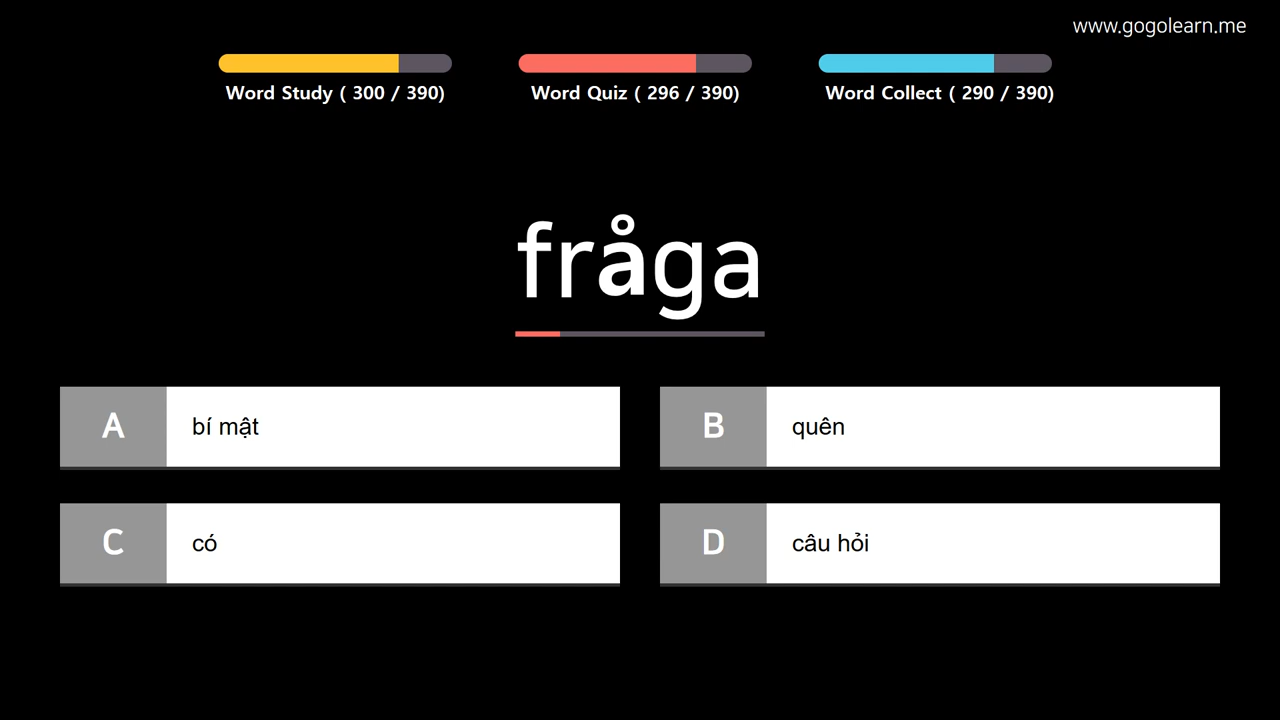 www.gogolearn.me
Word Study ( 300 / 390)
Word Quiz ( 296 / 390)
Word Collect ( 290 / 390)
fråga
A bí mật
B quên
C có
D câu hỏi